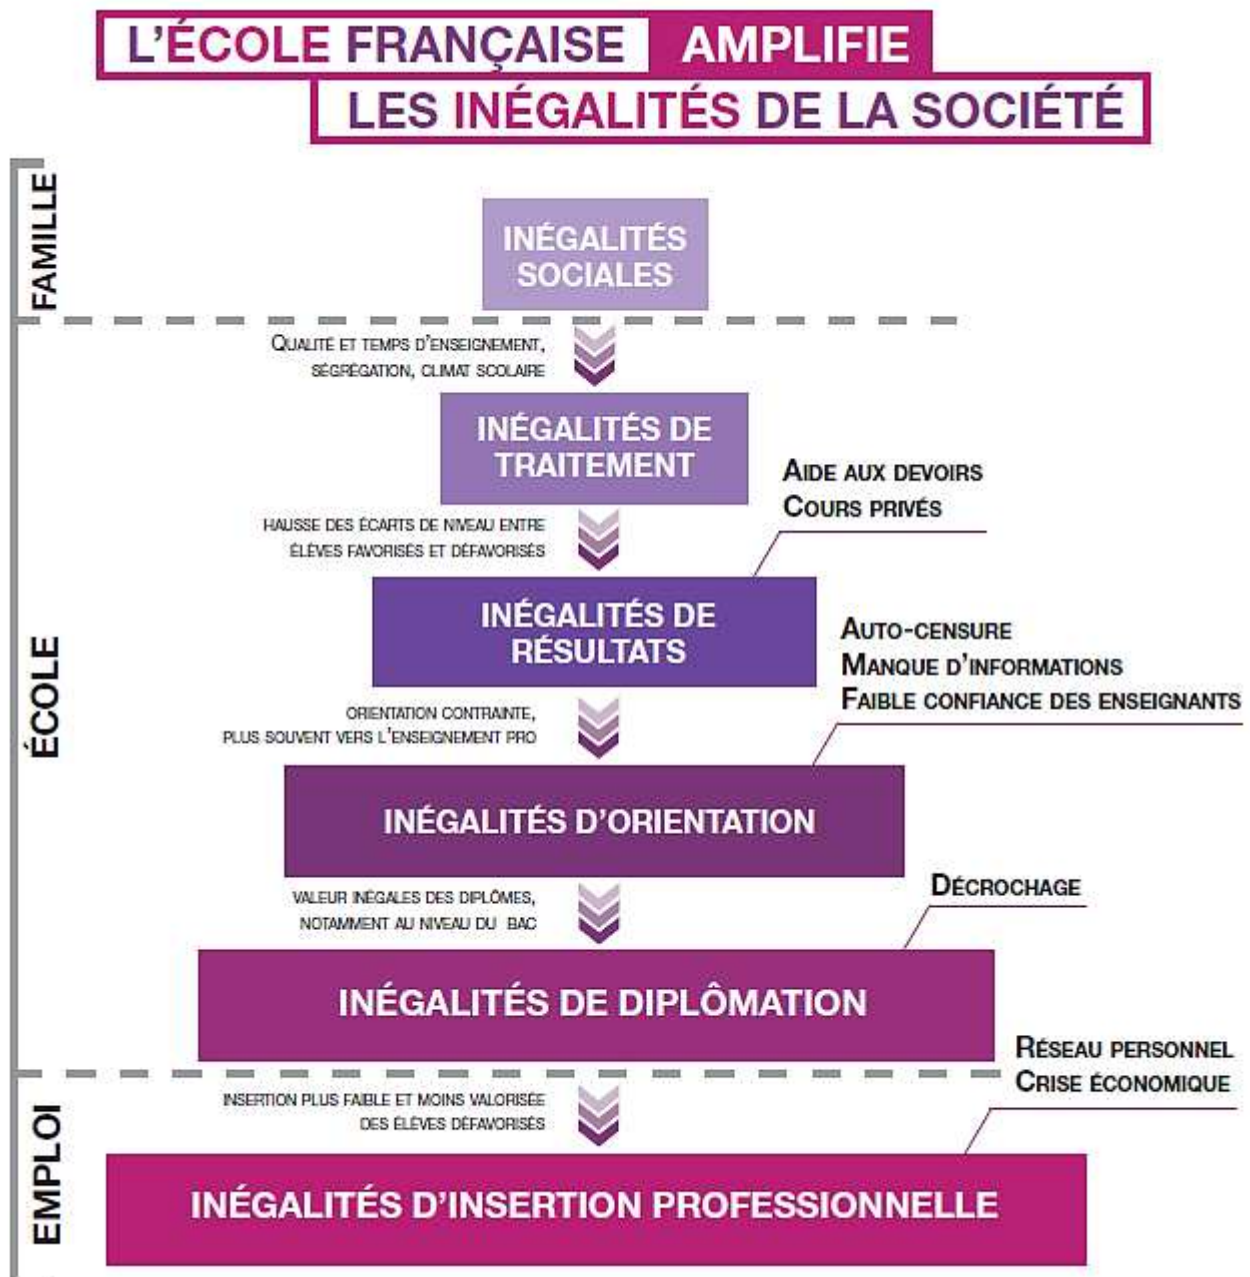 L'ÉCOLE FRANÇAISE AMPLIFIE
LES INÉGALITÉS DE LA SOCIÉTÉ
FAMILLE
INÉGALITÉS
SOCIALES
QUALITÉ ET TEMPS D'ENSEIGNEMENT,
SÉGRÉGATION, CLIMAT SCOLAIRE
ÉCOLE
INÉGALITÉS DE
TRAITEMENT
AIDE AUX DEVOIRS
COURS PRIVÉS
HAUSSE DES ÉCARTS DE NIVEAU ENTRE
ÉLÈVES FAVORISÉS ET DÉFAVORISÉS
INÉGALITÉS DE
RÉSULTATS
AUTO-CENSURE
MANQUE D'INFORMATIONS
FAIBLE CONFIANCE DES ENSEIGNANTS
ORIENTATION CONTRAINTE,
PLUS SOUVENT VERS L'ENSEIGNEMENT PRO
INÉGALITÉS D'ORIENTATION
VALEUR INÉGALES DES DIPLÔMES,
NOTAMMENT AU NIVEAU DU BAC
DÉCROCHAGE
INÉGALITÉS DE DIPLÔMATION
RÉSEAU PERSONNEL
CRISE ÉCONOMIQUE
EMPLOI
INSERTION PLUS FAIBLE ET MOINS VALORISÉE
DES ÉLÈVES DÉFAVORISÉS
INÉGALITÉS D'INSERTION PROFESSIONNELLE